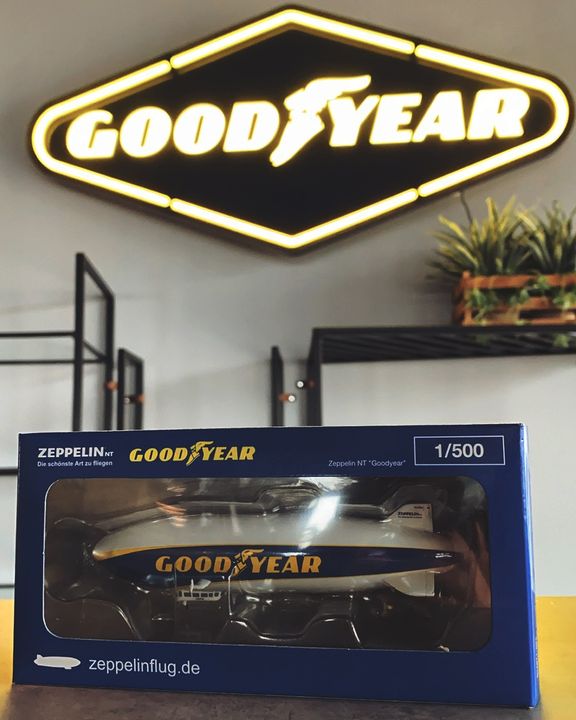 GOODYEAR
ZEPPELIN NT
Die schönste Art zu fliegen
GOODYEAR
Zeppelin NT "Goodyear"
1/500
GOODYEAR
zeppelinflug.de